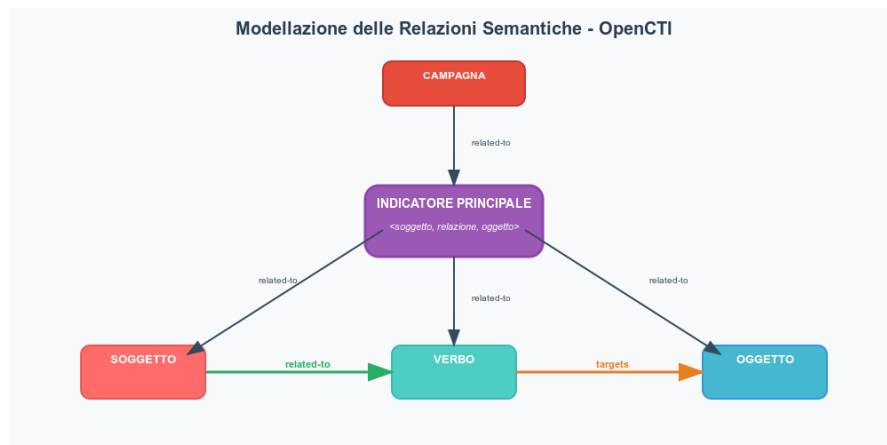 Modellazione delle Relazioni Semantiche - OpenCTI
CAMPAGNA
related-to
INDICATORE PRINCIPALE
<soggetto, relazione, oggetto>
related-to
related-to
related-to
SOGGETTO
related-to
VERBO
targets
OGGETTO